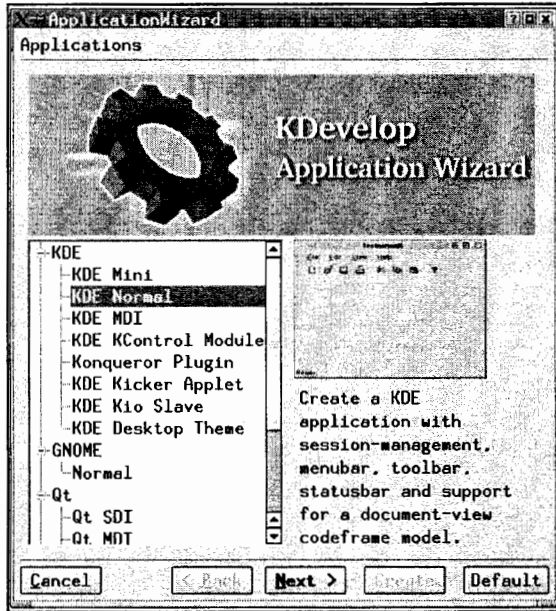 ApplicationWizard
Applications
KDevelop
Application Wizard
KDE
KDE Mini
KDE Normal
KDE MDI
KDE KControl Module
Konqueror Plugin
KDE Kicker Applet
KDE Kio Slave
KDE Desktop Theme
GNOME
Normal
Qt
Qt SDI
Qt MDI
Create a KDE
application with
session-management,
menubar, toolbar,
statusbar and support
for a document-view
codeframe model.
Cancel
< Back
Next >
Create
Default